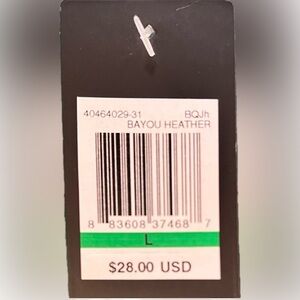 40464029-31 BQJh
BAYOU HEATHER
8 83608 37468 7
L
$28.00 USD